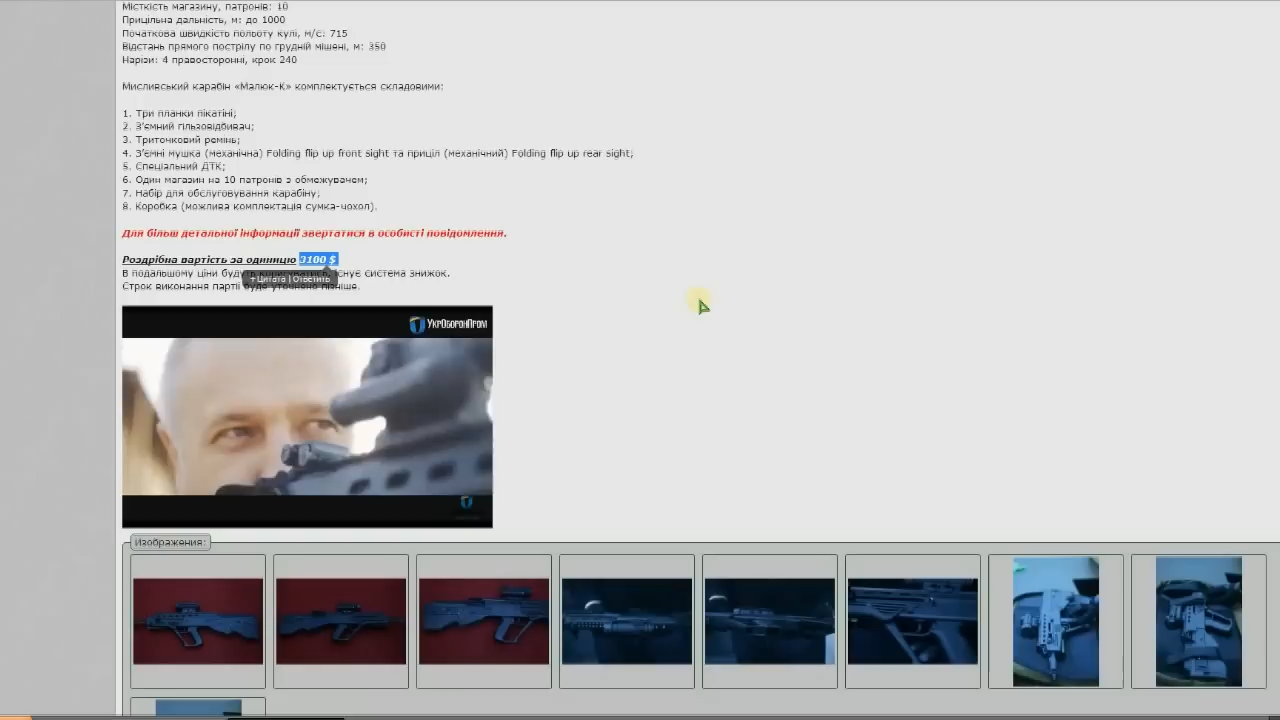 Місткість магазину, патронів: 10
Прицільна дальність, м: до 1000
Початкова швидкість польоту кулі, м/с: 715
Відстань прямого пострілу по грудній мішені, м: 350
Нарізи: 4 правосторонні, крок 240
Мисливський карабін «Малюк-К» комплектується складовими:
1. Три планки пікатіні;
2. З'ємний гільзовідбивач;
3. Триточковий ремінь;
4. З'ємні мушка (механічна) Folding flip up front sight та приціл (механічний) Folding flip up rear sight;
5. Спеціальний ДТК;
6. Один магазин на 10 патронів з обмежувачем;
7. Набір для обслуговування карабіну;
8. Коробка (можлива комплектація сумка-чохол).
Для більш детальної інформації звертатися в особисті повідомлення.
Роздрібна вартість за одиницю 3100 $
В подальшому ціни будуть коригуватися, існує система знижок.
+ Цитата | Ответить
Строк виконання партії буде уточнено пізніше.
УкрОборонПром
Изображения: